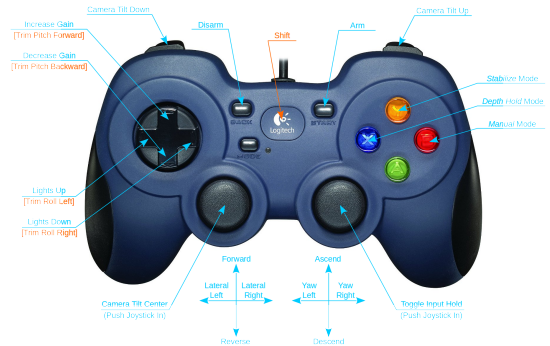 Camera Tilt Down
Camera Tilt Up
Increase Gain
[Trim Pitch Forward]
Disarm
Shift
Arm
Decrease Gain
[Trim Pitch Backward]
Stabilize Mode
Depth Hold Mode
Manual Mode
BACK
START
Logitech
MODE
Y
X
B
A
Lights Up
[Trim Roll Left]
Lights Down
[Trim Roll Right]
Forward
Ascend
Lateral
Left
Lateral
Right
Yaw
Left
Yaw
Right
Camera Tilt Center
(Push Joystick In)
Toggle Input Hold
(Push Joystick In)
Reverse
Descend